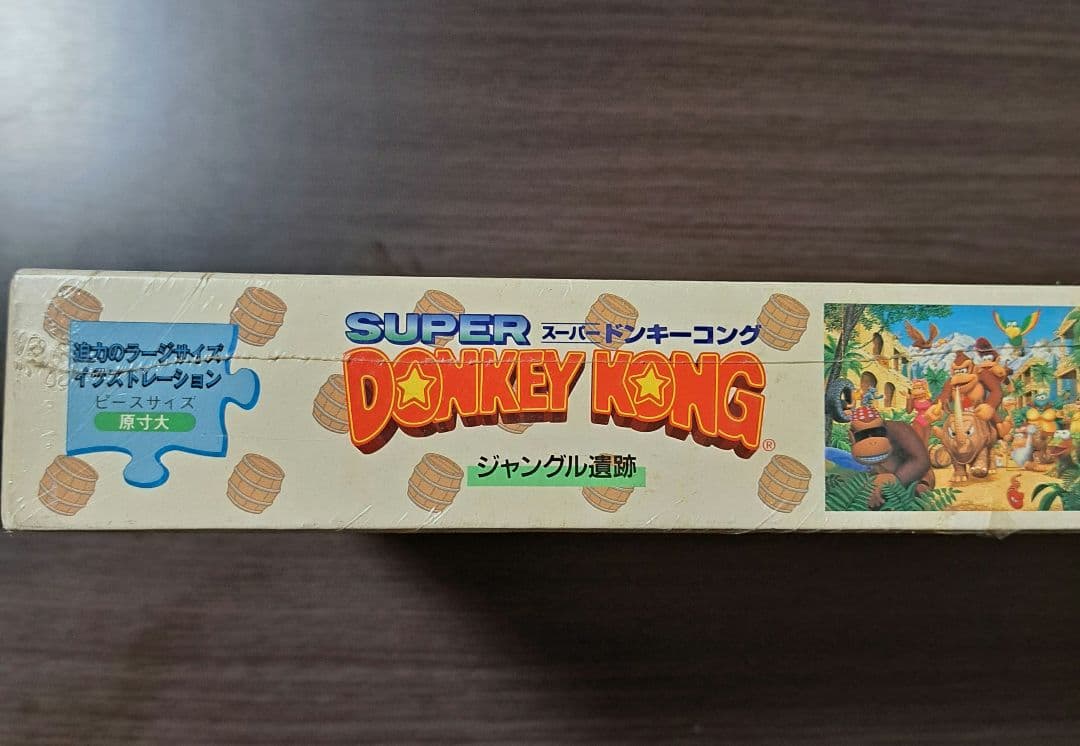 迫力のラージサイズ
イラストレーション
ピースサイズ
原寸大
SUPER スーパードンキーコング
DONKEY KONG®
ジャングル遺跡